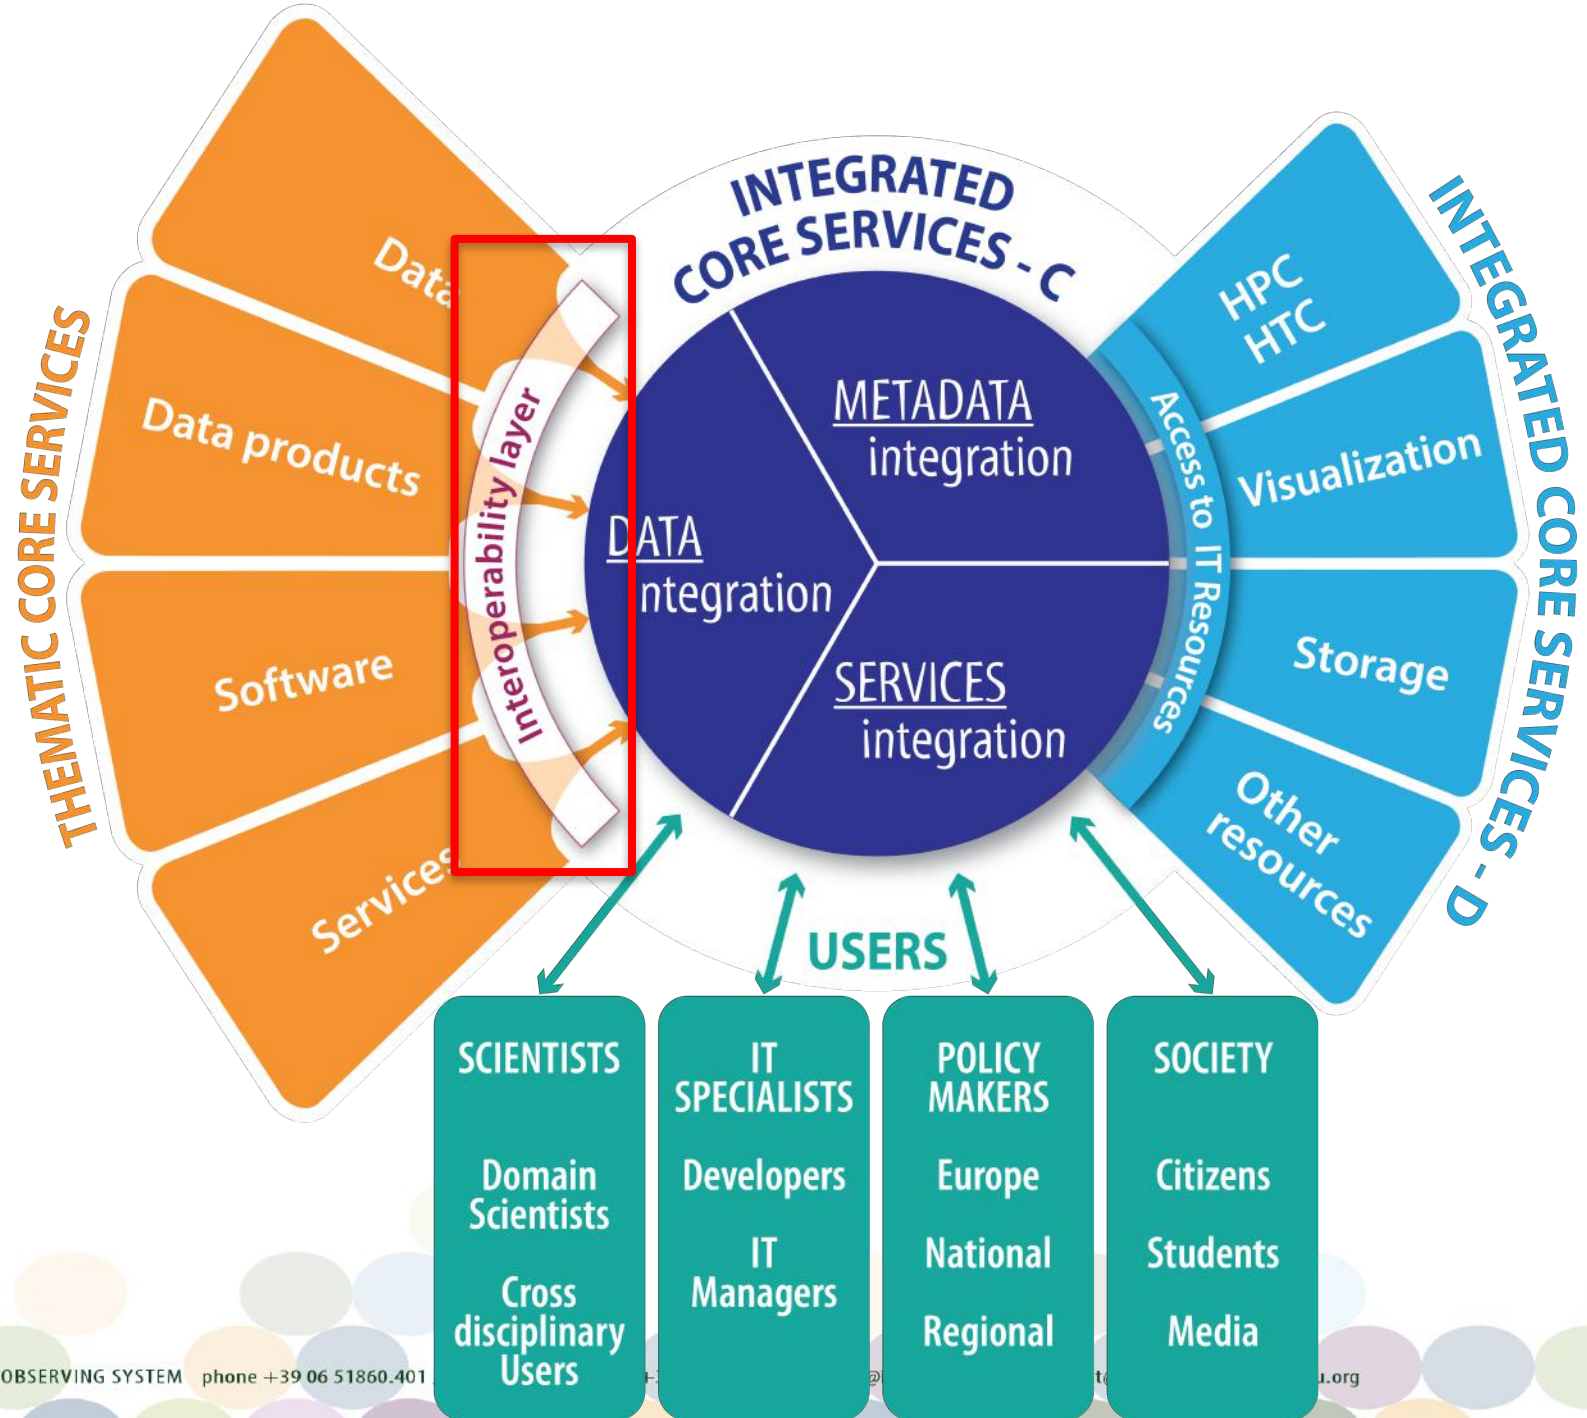 THEMATIC CORE SERVICES
Data
Data products
Software
Services
Interoperability layer
INTEGRATED
CORE SERVICES - C
METADATA
integration
DATA
ntegration
SERVICES
integration
Access to IT Resources
HPC
HTC
Visualization
Storage
Other
resources
INTEGRATED CORE SERVICES - D
USERS
SCIENTISTS
Domain
Scientists
Cross
disciplinary
Users
IT
SPECIALISTS
Developers
IT
Managers
POLICY
MAKERS
Europe
National
Regional
SOCIETY
Citizens
Students
Media
OBSERVING SYSTEM phone +39 06 51860.401